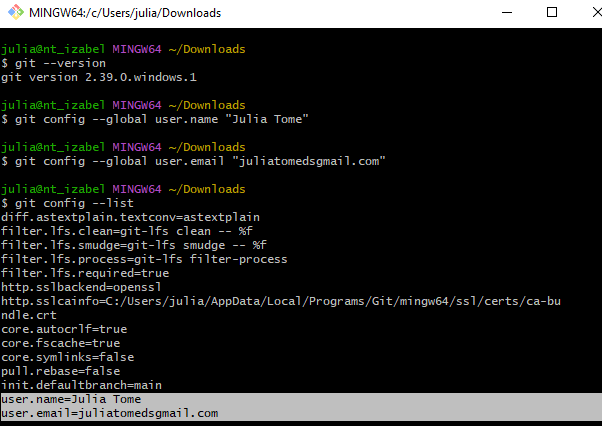 MINGW64:/c/Users/julia/Downloads
julia@nt_izabel MINGW64 ~/Downloads
$ git --version
git version 2.39.0.windows.1
julia@nt_izabel MINGW64 ~/Downloads
$ git config --global user.name "Julia Tome"
julia@nt_izabel MINGW64 ~/Downloads
$ git config --global user.email "juliatomedsgmail.com"
julia@nt_izabel MINGW64 ~/Downloads
$ git config --list
diff.astextplain.textconv=astextplain
filter.lfs.clean=git-lfs clean -- %f
filter.lfs.smudge=git-lfs smudge -- %f
filter.lfs.process=git-lfs filter-process
filter.lfs.required=true
http.sslbackend=openssl
http.sslcainfo=C:/Users/julia/AppData/Local/Programs/Git/mingw64/ssl/certs/ca-bu
ndle.crt
core.autocrlf=true
core.fscache=true
core.symlinks=false
pull.rebase=false
init.defaultbranch=main
user.name=Julia Tome
user.email=juliatomedsgmail.com